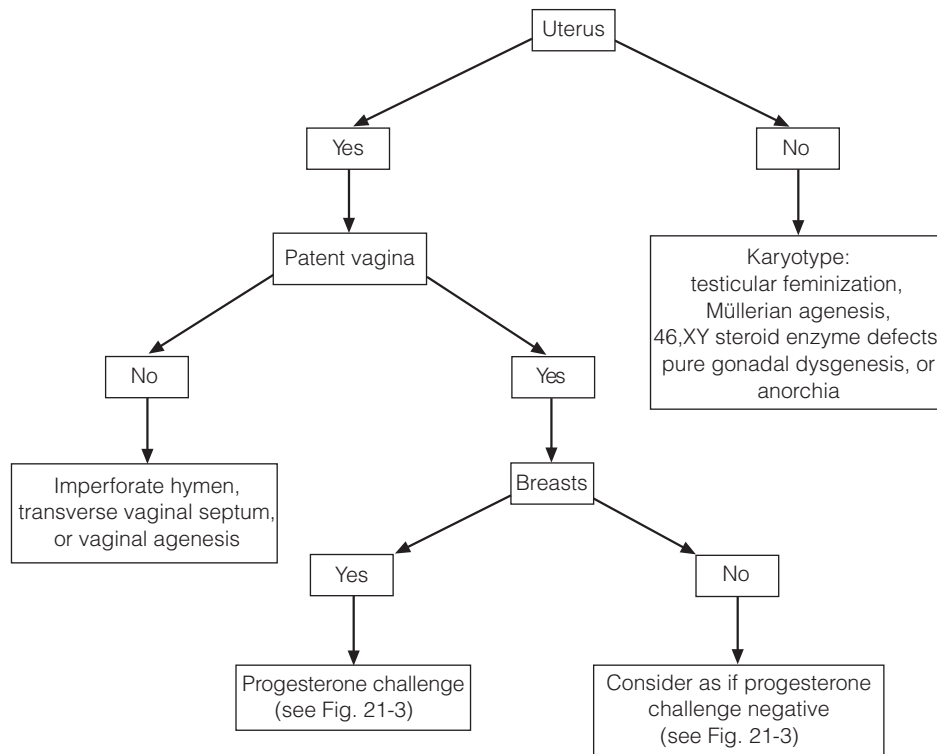 Uterus
Yes
No
Patent vagina
Karyotype:
testicular feminization,
Müllerian agenesis,
46,XY steroid enzyme defects
pure gonadal dysgenesis, or
anorchia
No
Yes
Imperforate hymen,
transverse vaginal septum,
or vaginal agenesis
Breasts
Yes
No
Progesterone challenge
(see Fig. 21-3)
Consider as if progesterone
challenge negative
(see Fig. 21-3)